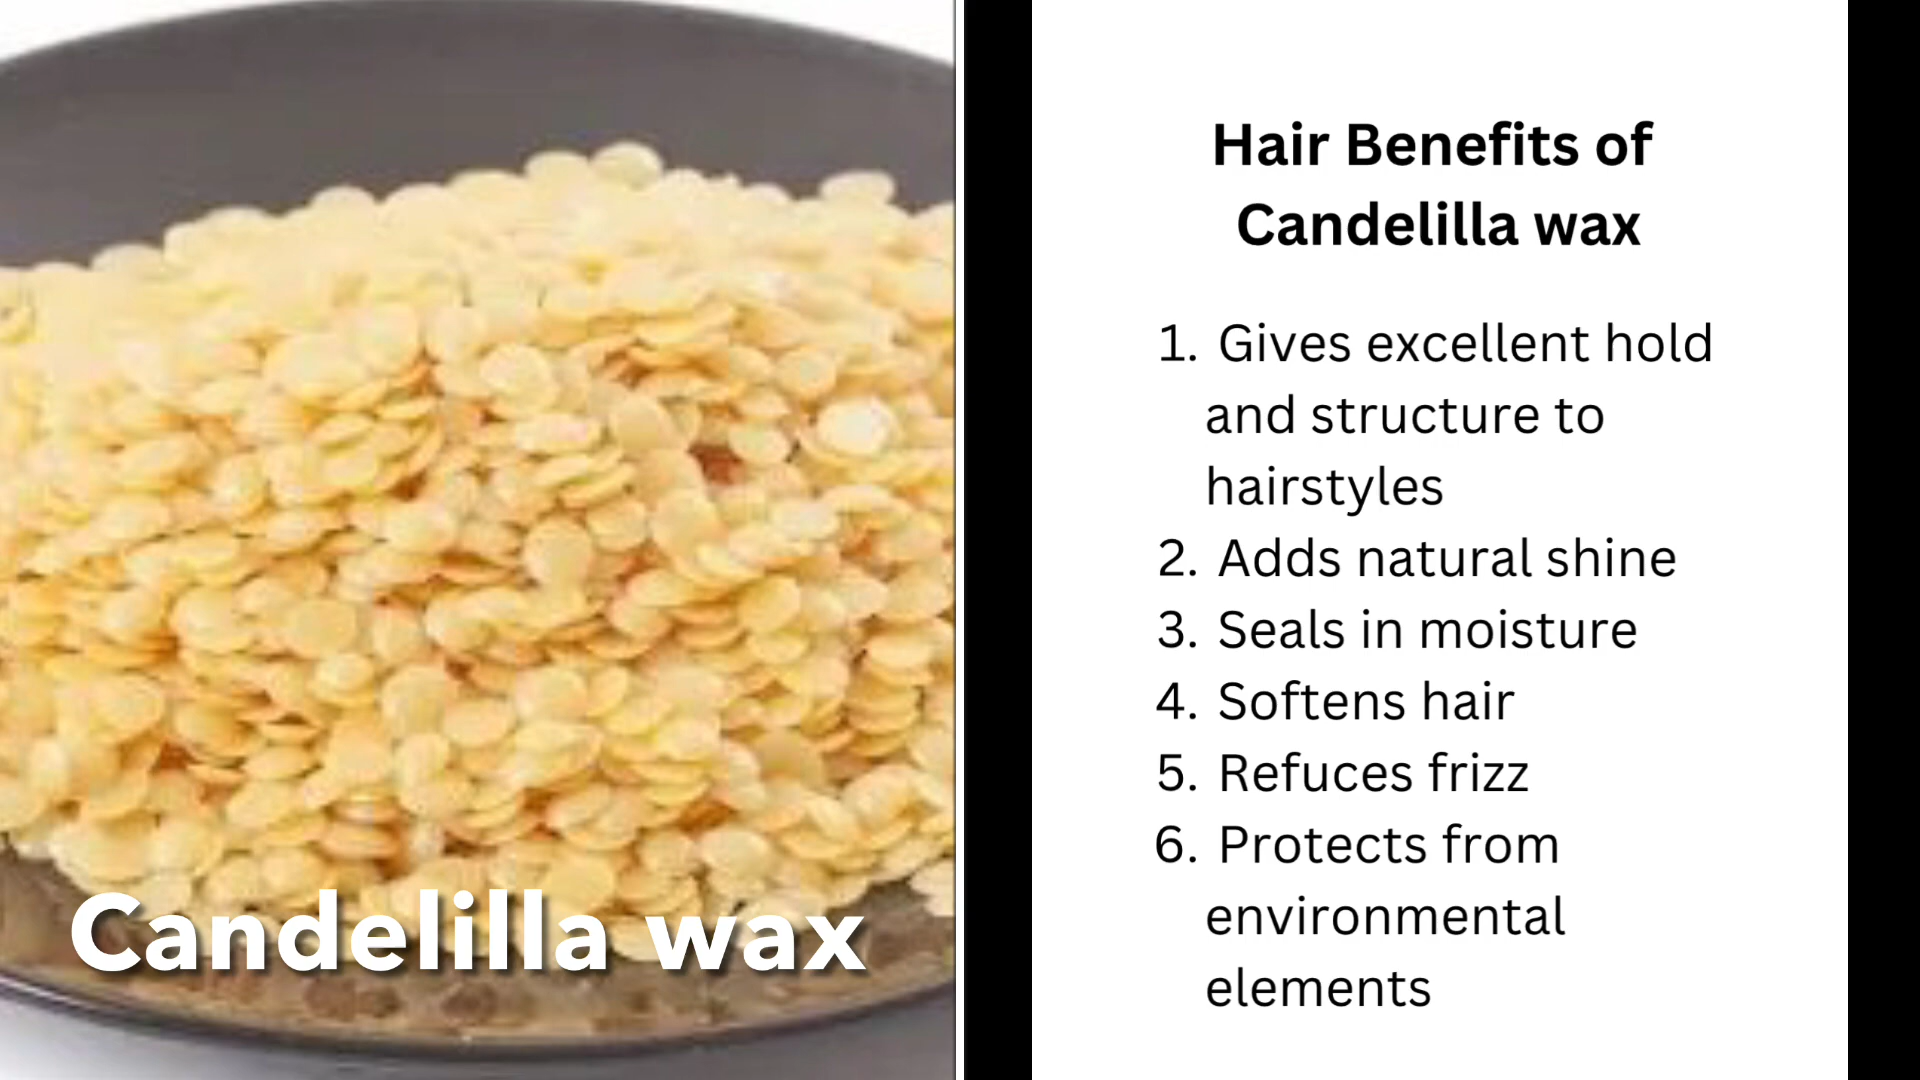 Candelilla wax
Hair Benefits of
Candelilla wax
1. Gives excellent hold
and structure to
hairstyles
2. Adds natural shine
3. Seals in moisture
4. Softens hair
5. Refuces frizz
6. Protects from
environmental
elements